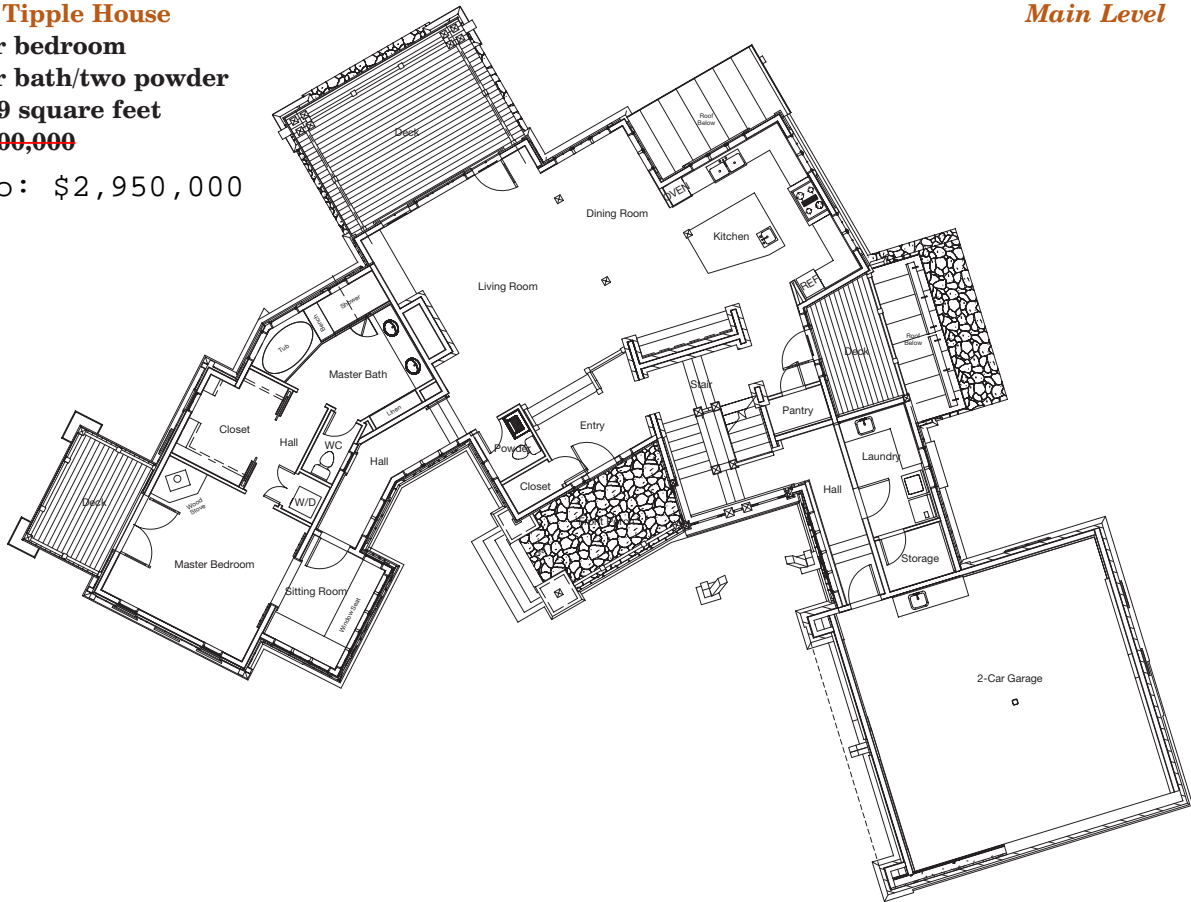 Tipple House
Main Level
r bedroom
r bath/two powder
9 square feet
00,000
o: $2,950,000
Deck
Roof
Below
OVEN
Dining Room
Kitchen
REF
Living Room
Shower
Bench
Tub
Master Bath
Linen
Deck
Roof
Below
Stair
Pantry
Entry
Powder
Closet
Closet
Hall
WC
Hall
W/D
Laundry
Hall
Storage
Deck
Wood
Stove
Master Bedroom
Sitting Room
Window Seat
2-Car Garage